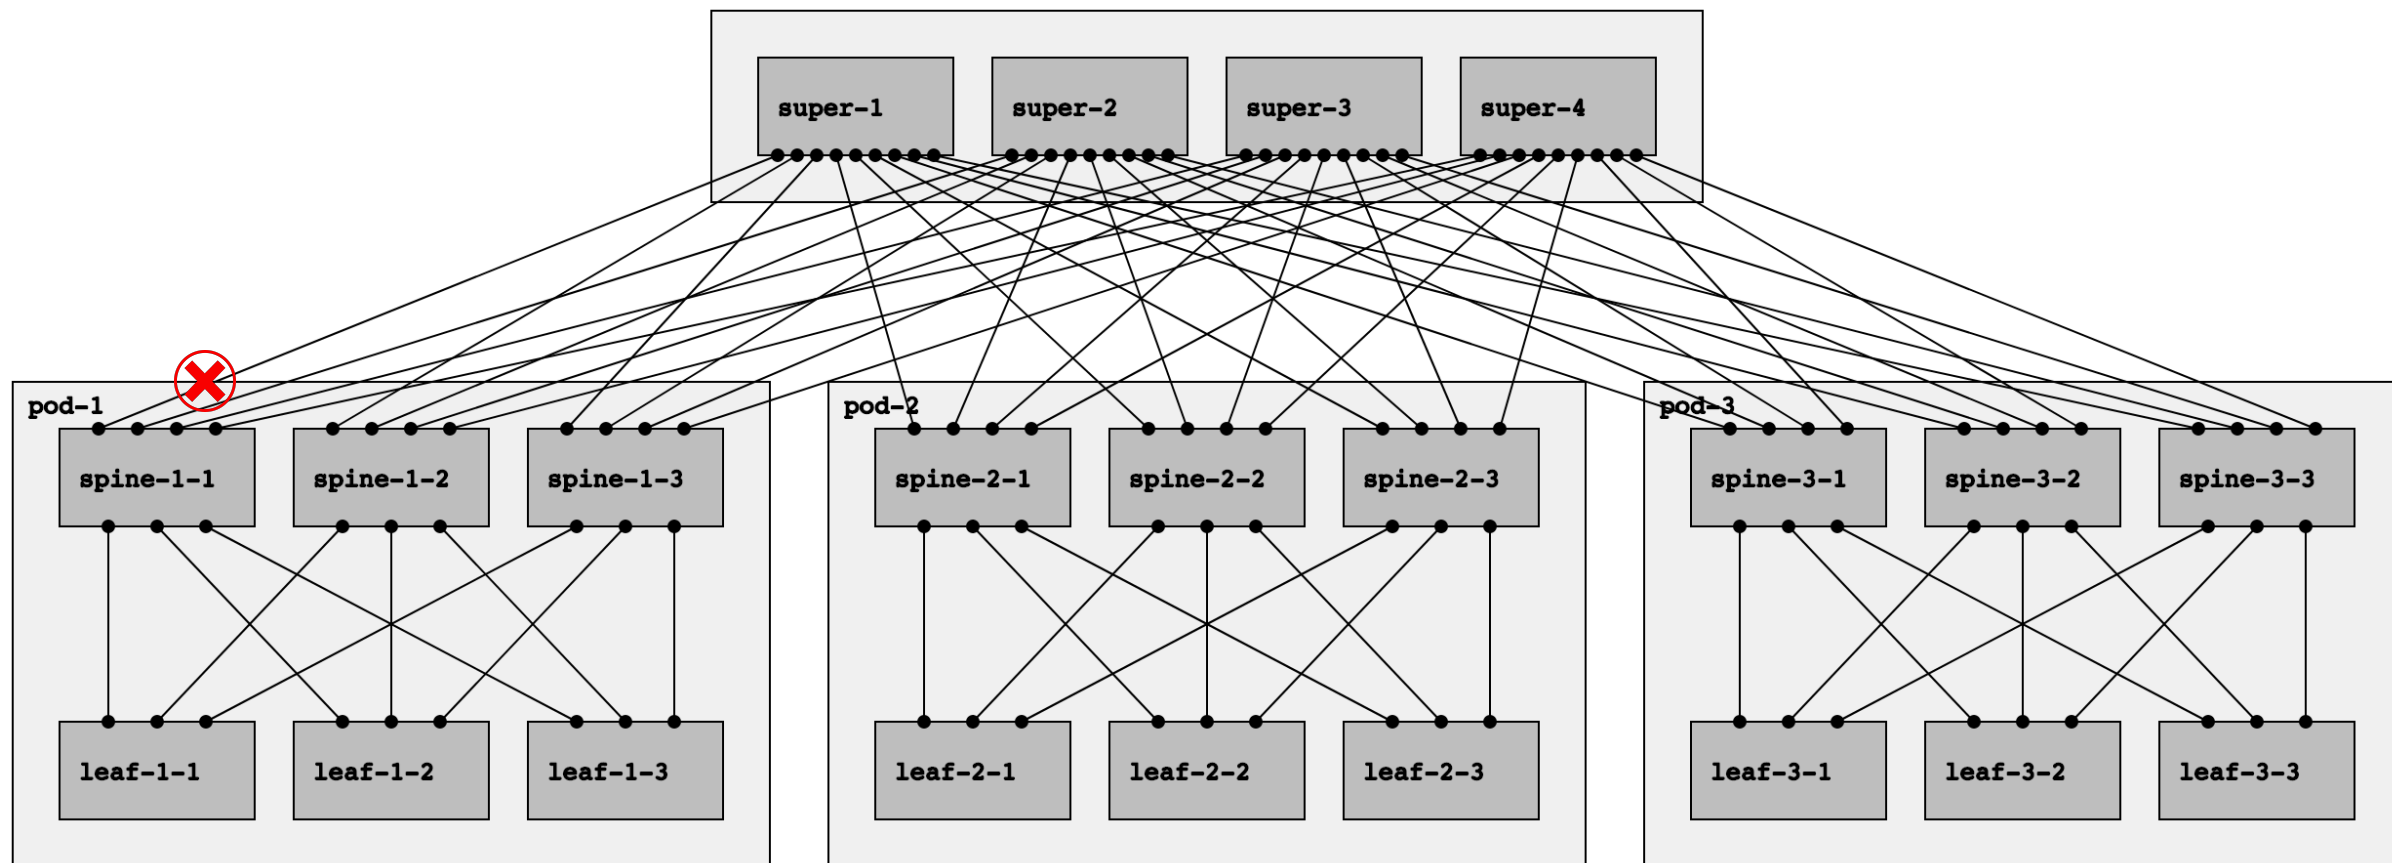 super-1 super-2 super-3 super-4
pod-1 pod-2 pod-3
spine-1-1 spine-1-2 spine-1-3 spine-2-1 spine-2-2 spine-2-3 spine-3-1 spine-3-2 spine-3-3
leaf-1-1 leaf-1-2 leaf-1-3 leaf-2-1 leaf-2-2 leaf-2-3 leaf-3-1 leaf-3-2 leaf-3-3